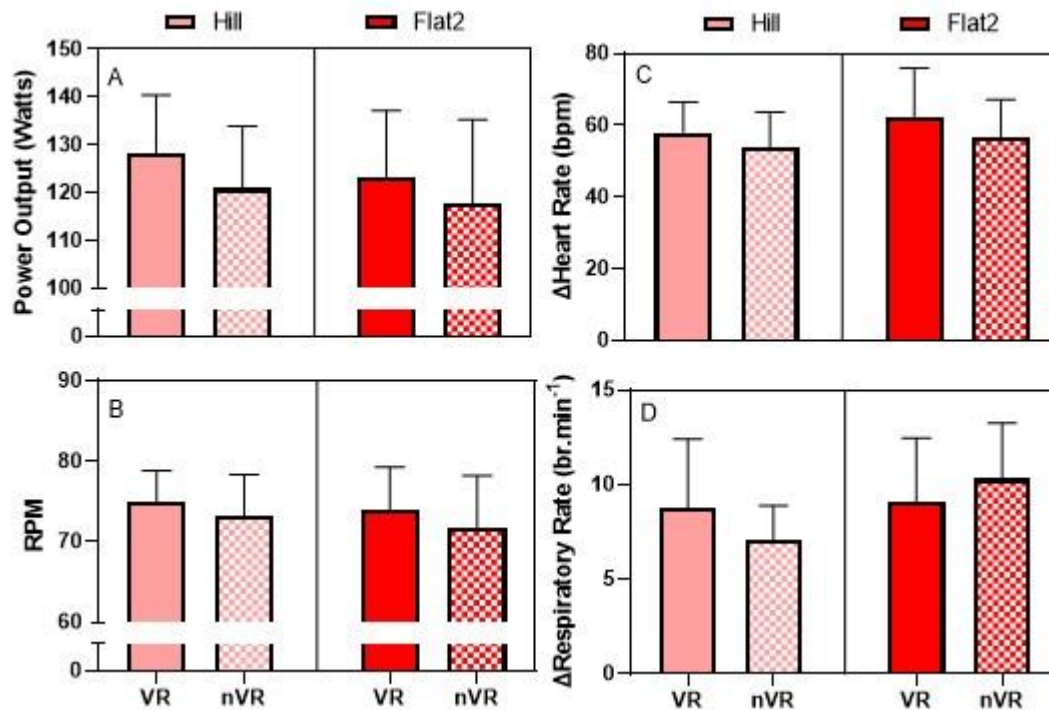 Hill Flat2
A
Power Output (Watts)
150
140
130
120
110
100
0
Hill Flat2
C
ΔHeart Rate (bpm)
80
60
40
20
0
B
RPM
90
80
70
60
0
VR nVR VR nVR
D
ΔRespiratory Rate (br.min⁻¹)
15
10
5
0
VR nVR VR nVR